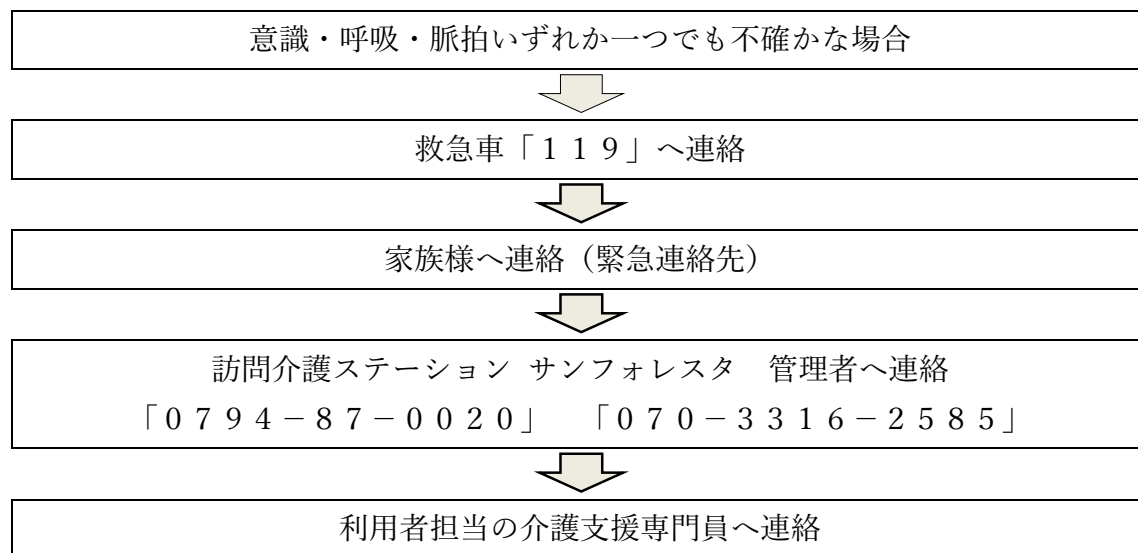 意識・呼吸・脈拍いずれか一つでも不確かな場合
救急車「１１９」へ連絡
家族様へ連絡（緊急連絡先）
訪問介護ステーション サンフォレスタ　管理者へ連絡
「０７９４－８７－００２０」　「０７０－３３１６－２５８５」
利用者担当の介護支援専門員へ連絡